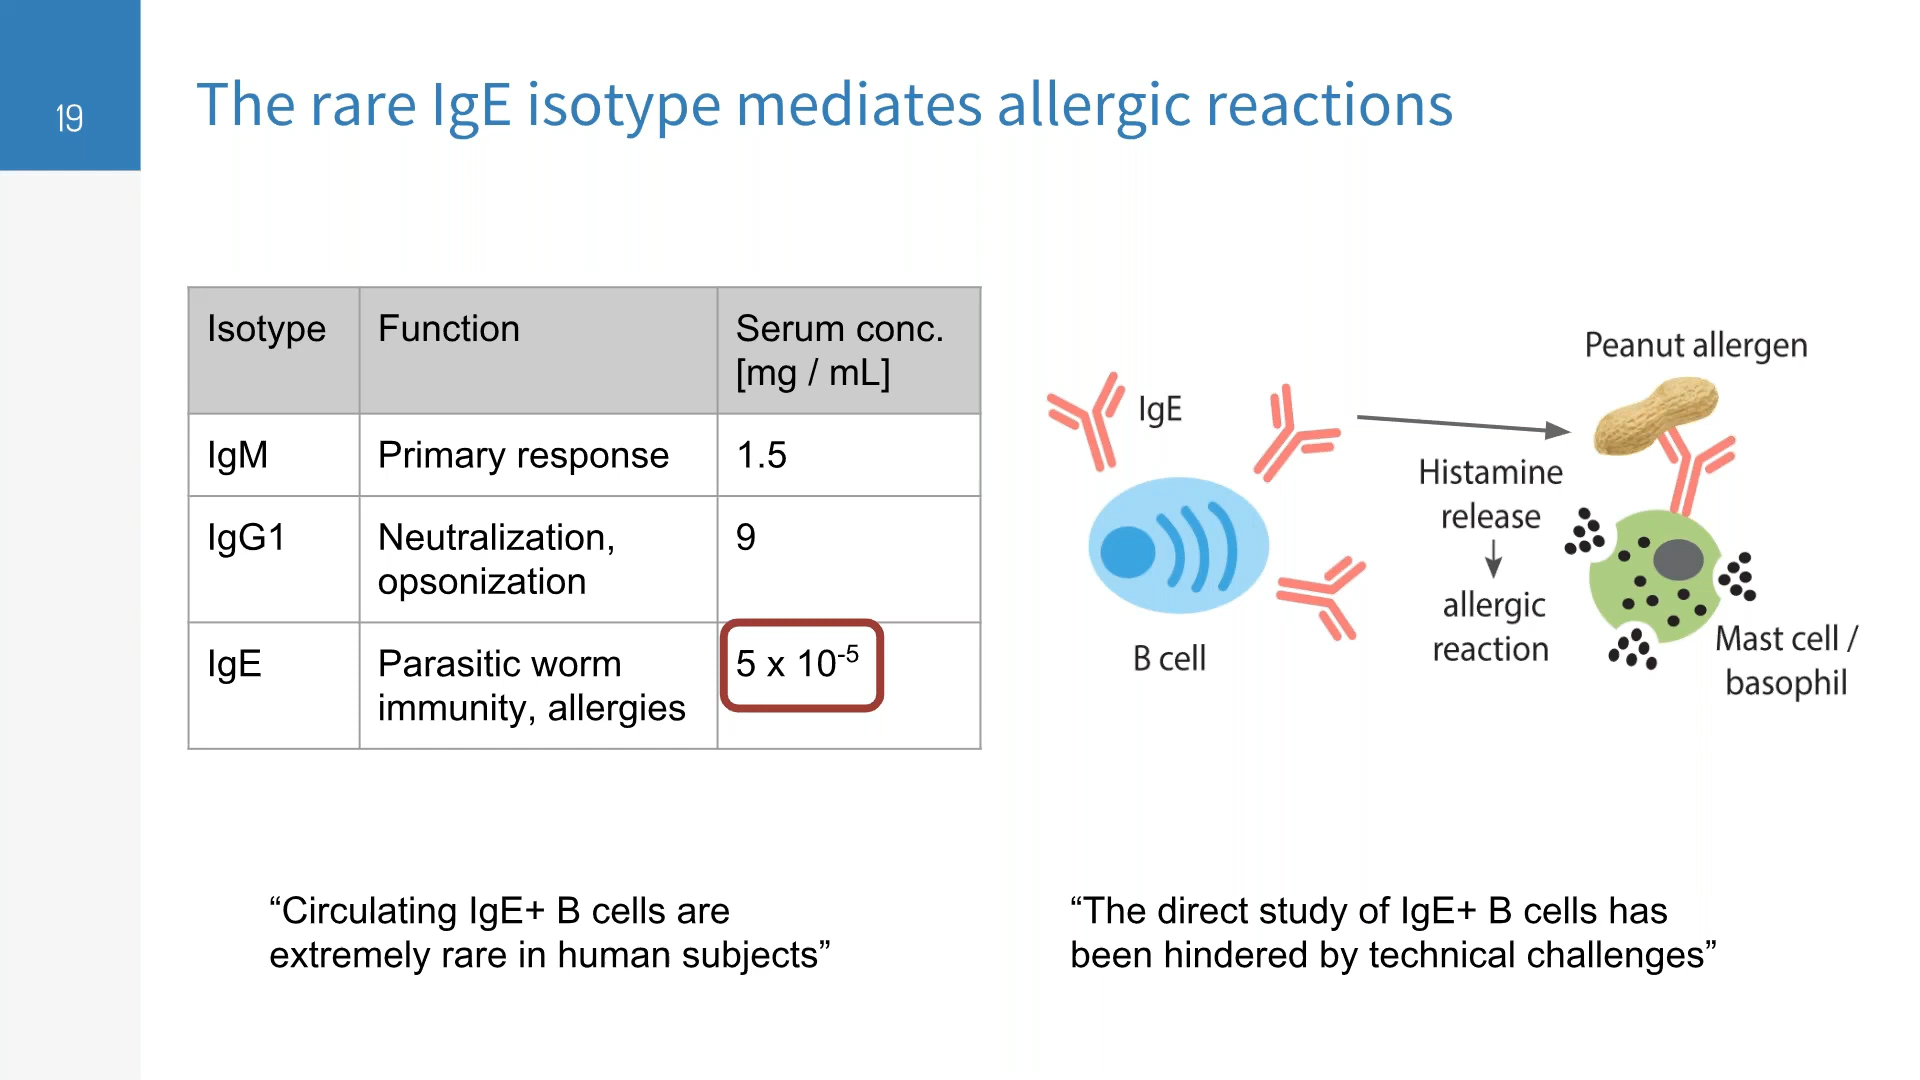 19
The rare IgE isotype mediates allergic reactions
Isotype
Function
Serum conc.
[mg / mL]
IgM
Primary response
1.5
IgG1
Neutralization,
opsonization
9
IgE
Parasitic worm
immunity, allergies
5 x 10⁻⁵
IgE
B cell
Histamine
release
allergic
reaction
Peanut allergen
Mast cell /
basophil
“Circulating IgE+ B cells are
extremely rare in human subjects”
“The direct study of IgE+ B cells has
been hindered by technical challenges”